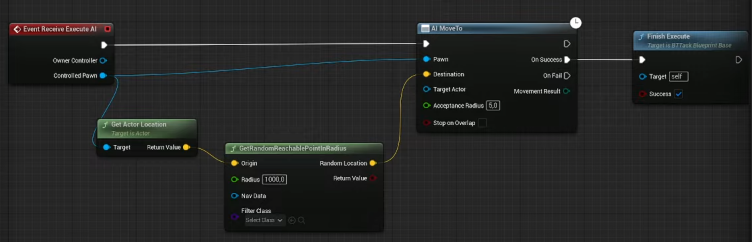 Event Receive Execute AI
Owner Controller
Controlled Pawn
Get Actor Location
Target is Actor
Target
Return Value
GetRandomReachablePointInRadius
Origin
Random Location
Radius
1000,0
Return Value
Nav Data
Filter Class
Select Class
AI MoveTo
Pawn
On Success
Destination
On Fail
Target Actor
Movement Result
Acceptance Radius
5,0
Stop on Overlap
Finish Execute
Target is BTTask Blueprint Base
Target
self
Success